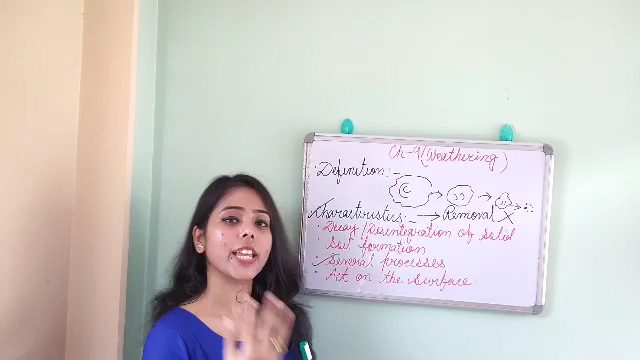 Ch-9 (Weathering)
Definition:-
Characteristics:- → Removal X
• Decay/Disintegration of solid
• Soil formation
• Several processes
• Act on the surface.